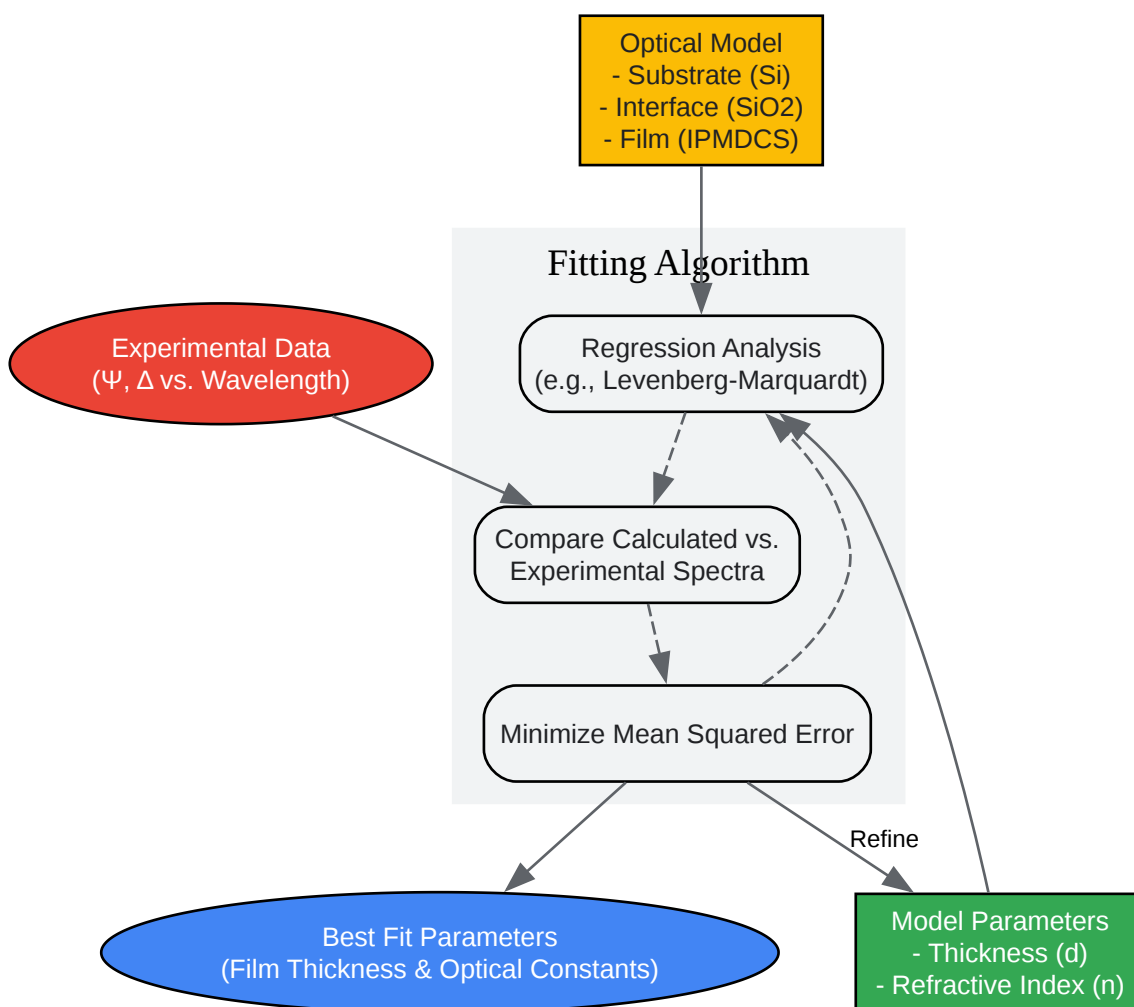 Optical Model
- Substrate (Si)
- Interface (SiO2)
- Film (IPMDCS)
Fitting Algorithm
Experimental Data
(Ψ, Δ vs. Wavelength)
Regression Analysis
(e.g., Levenberg-Marquardt)
Compare Calculated vs.
Experimental Spectra
Minimize Mean Squared Error
Refine
Best Fit Parameters
(Film Thickness & Optical Constants)
Model Parameters
- Thickness (d)
- Refractive Index (n)